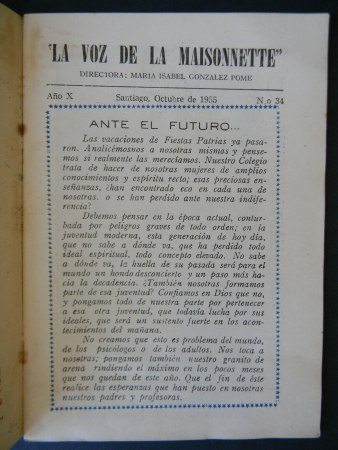 "LA VOZ DE LA MAISONNETTE"
DIRECTORA: MARIA ISABEL GONZALEZ POME
Año X Santiago, Octubre de 1955 N o 34
ANTE EL FUTURO...
Las vacaciones de Fiestas Patrias ya pasa-
ron. Analicémosnos a nosotras mismas y pense-
mos si realmente las merecíamos. Nuestro Colegio
trata de hacer de nosotras mujeres de amplios
conocimientos y espíritu recto; esas preciosas en-
señanzas, ¿han encontrado eco en cada una de
nosotras. o se han perdido ante nuestra indife-
rencia?
Debemos pensar en la época actual, contur-
bada por peligros graves de todo orden; en la
juventud moderna, esta generación de hoy día,
que no sabe a dónde va, que ha perdido todo
ideal espiritual, todo concepto elevado. No sabe
a dónde va, la huella de su pasada será para el
mundo un hondo desconcierto y un paso más ha-
cia la decadencia. ¿También nosotras formamos
parte de esa juventud? Confiamos en Dios que no,
y pongamos todo de nuestra parte por pertenecer
a esa otra juventud, que todavía lucha por sus
ideales, que será un sustento fuerte en los acon-
tecimientos del mañana.
No creamos que esto es problema del mundo,
de los psicólogos o de los adultos. Nos toca a
nosotras; pongamos también nuestro granito de
arena rindiendo el máximo en los pocos meses
que nos quedan de este año. Que el fin de éste
realice las esperanzas que han puesto en nosotras
nuestros padres y profesoras.